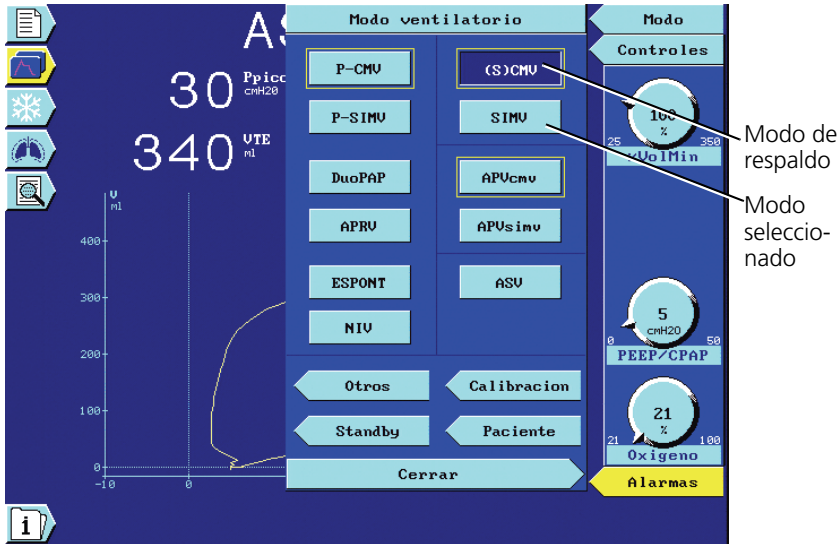 Modo ventilatorio
Modo
Controles
AS
30 Ppico
cmH2O
340 VTE
ml
P-CMV
(S)CMV
P-SIMV
SIMV
DuoPAP
APVcmv
APRV
APVsimv
ESPONT
ASV
NIV
Otros
Calibracion
Standby
Paciente
Cerrar
100
%
25 350
%VolMin
5
cmH2O
0 50
PEEP/CPAP
21
%
21 100
Oxigeno
Alarmas
V
ml
400
300
200
100
0
-10 0
i
Modo de
respaldo
Modo
seleccio-
nado